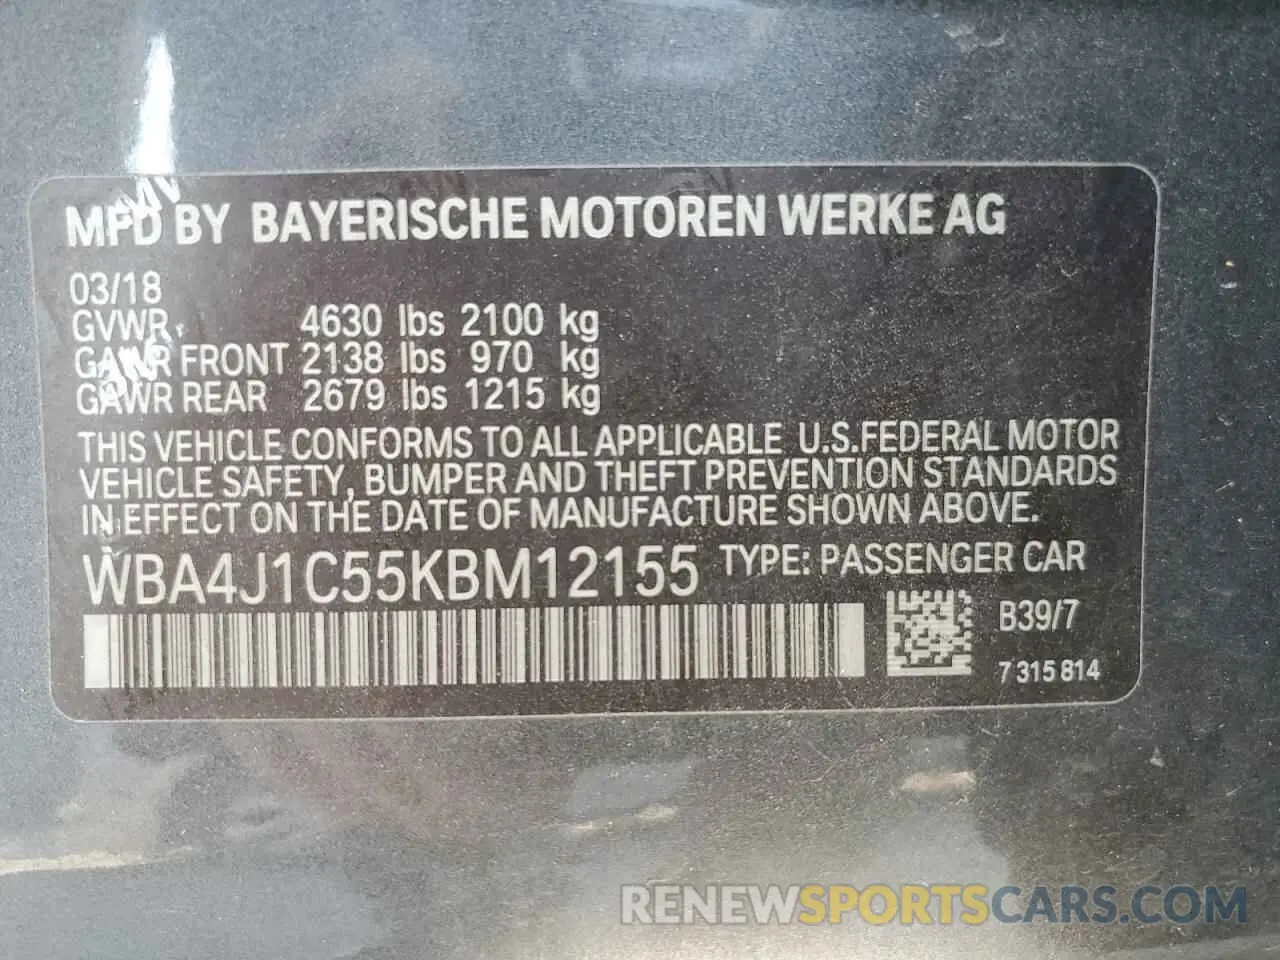 MFD BY BAYERISCHE MOTOREN WERKE AG
03/18
GVWR 4630 lbs 2100 kg
GAWR FRONT 2138 lbs 970 kg
GAWR REAR 2679 lbs 1215 kg
THIS VEHICLE CONFORMS TO ALL APPLICABLE U.S.FEDERAL MOTOR
VEHICLE SAFETY, BUMPER AND THEFT PREVENTION STANDARDS
IN EFFECT ON THE DATE OF MANUFACTURE SHOWN ABOVE.
WBA4J1C55KBM12155 TYPE: PASSENGER CAR
B39/7
7 315 814
RENEWSPORTSCARS.COM